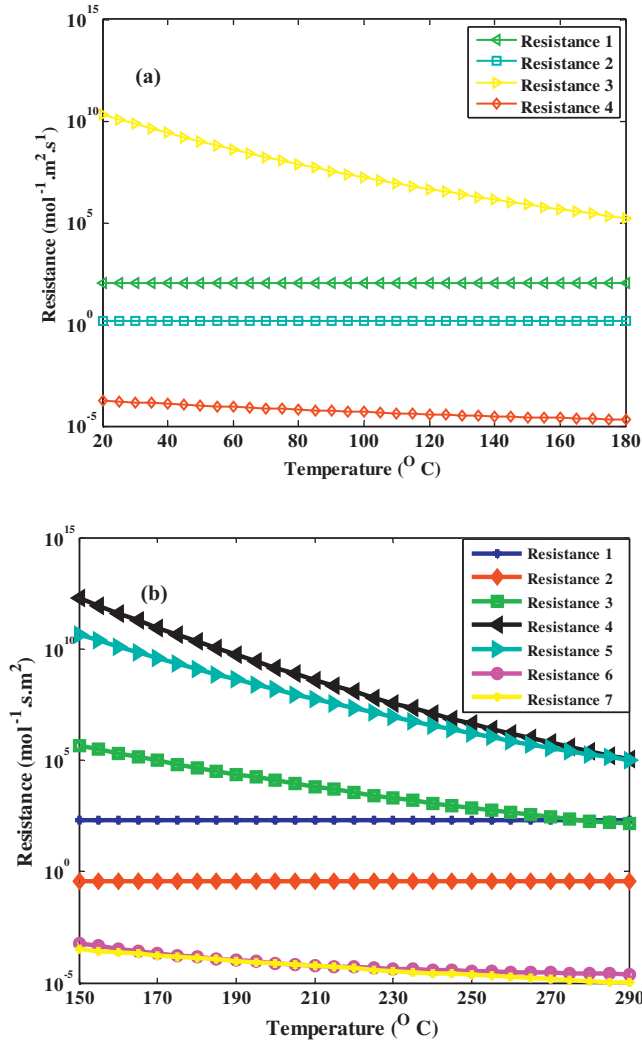 10^15
(a)
Resistance 1
Resistance 2
Resistance 3
Resistance 4
10^10
10^5
10^0
10^-5
Resistance (mol^-1.m^2.s^1)
20 40 60 80 100 120 140 160 180
Temperature (^O C)
10^15
(b)
Resistance 1
Resistance 2
Resistance 3
Resistance 4
Resistance 5
Resistance 6
Resistance 7
10^10
10^5
10^0
10^-5
Resistance (mol^-1.s.m^2)
150 170 190 210 230 250 270 290
Temperature (^O C)